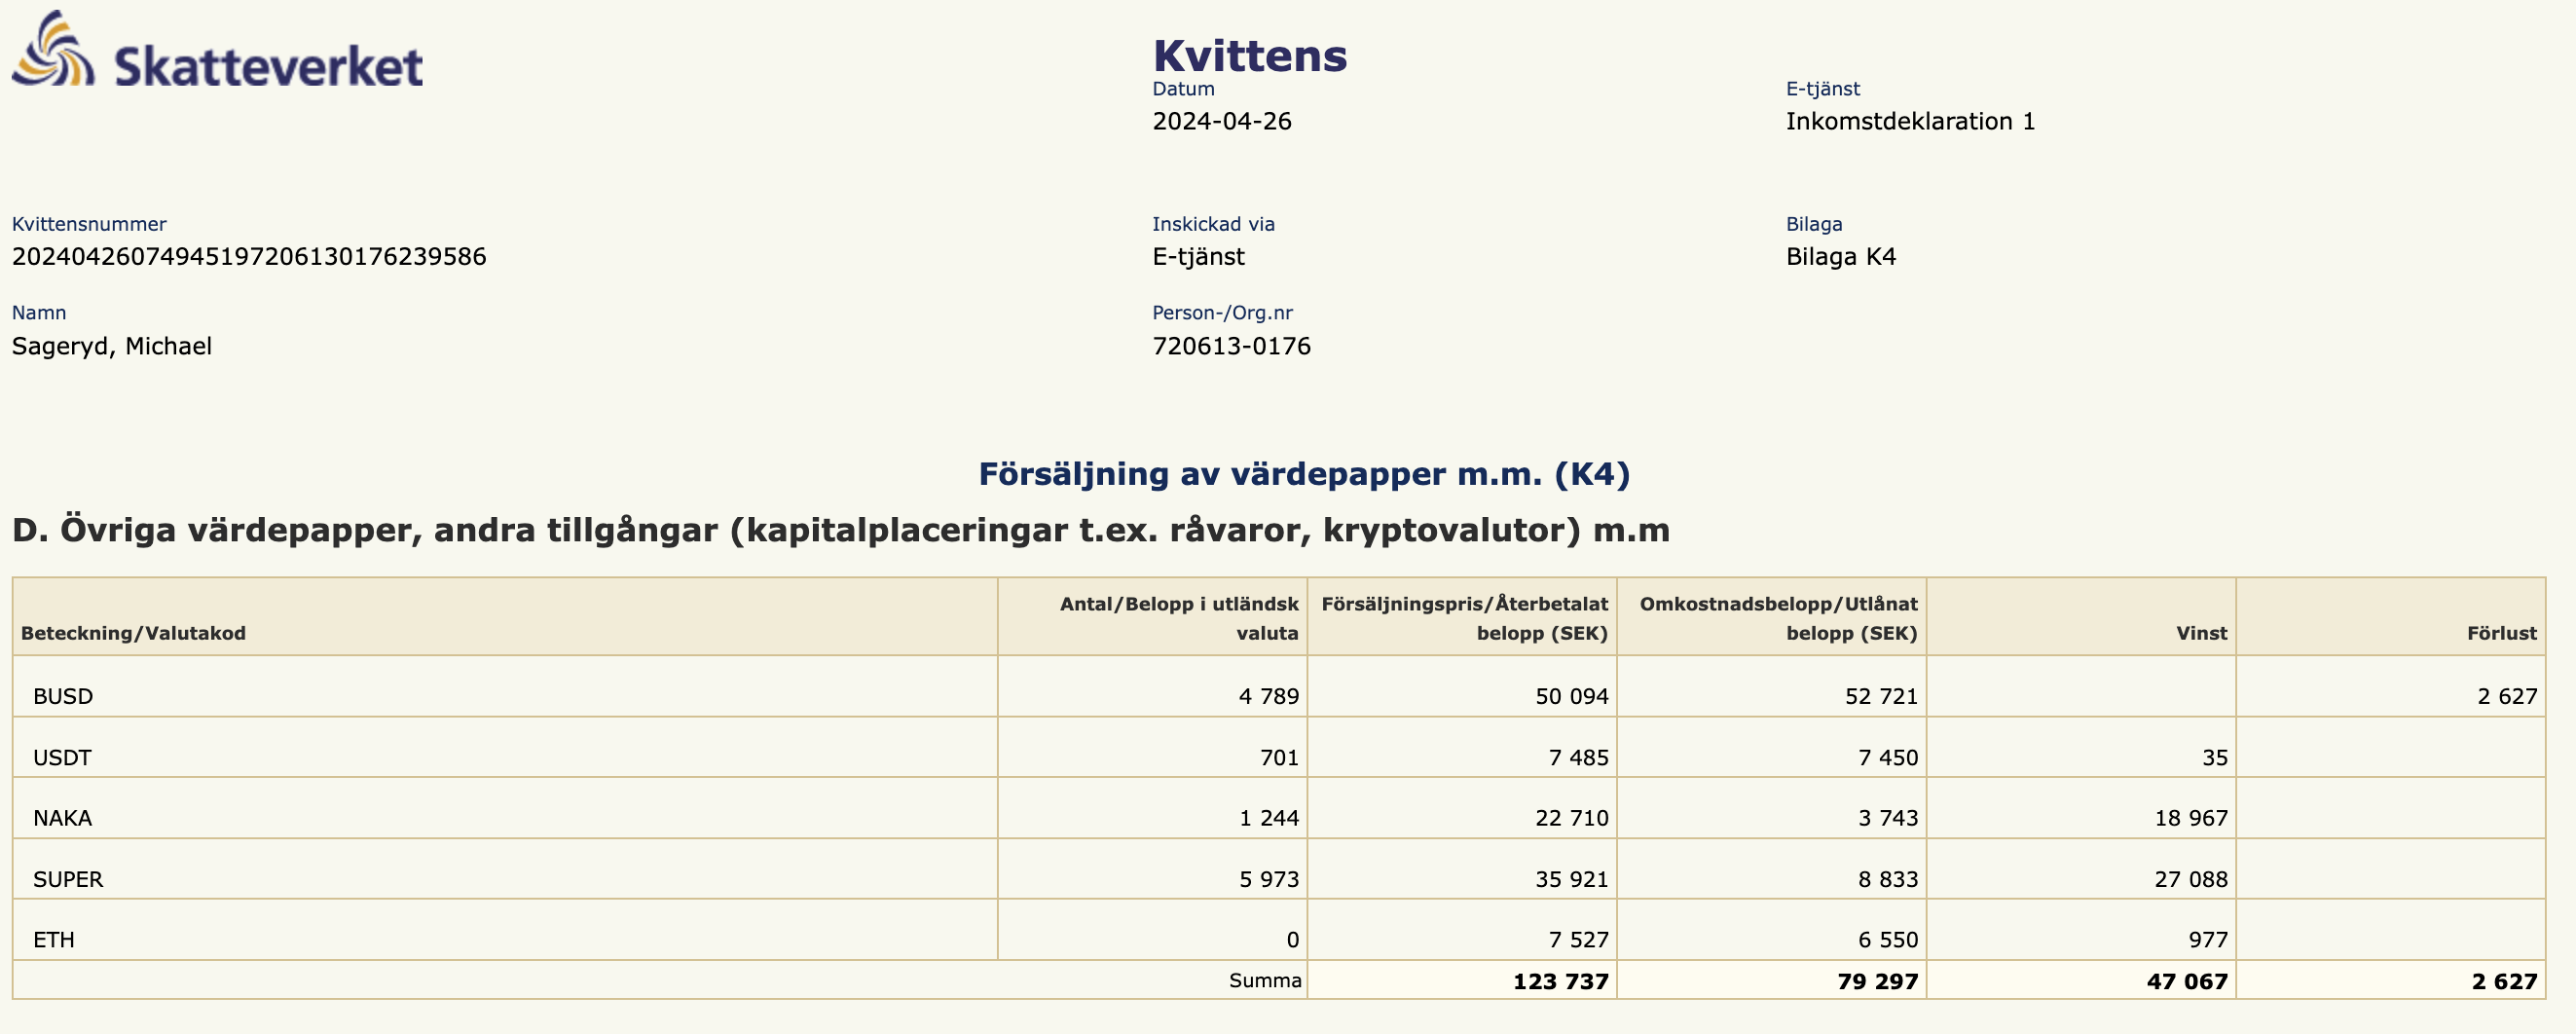 Skatteverket
Kvittens
Datum
2024-04-26
E-tjänst
Inkomstdeklaration 1
Kvittensnummer
20240426074945197206130176239586
Inskickad via
E-tjänst
Bilaga
Bilaga K4
Namn
Sageryd, Michael
Person-/Org.nr
720613-0176
Försäljning av värdepapper m.m. (K4)
D. Övriga värdepapper, andra tillgångar (kapitalplaceringar t.ex. råvaror, kryptovalutor) m.m
Beteckning/Valutakod
Antal/Belopp i utländsk
valuta
Försäljningspris/Återbetalat
belopp (SEK)
Omkostnadsbelopp/Utlånat
belopp (SEK)
Vinst
Förlust
BUSD 4 789 50 094 52 721 2 627
USDT 701 7 485 7 450 35
NAKA 1 244 22 710 3 743 18 967
SUPER 5 973 35 921 8 833 27 088
ETH 0 7 527 6 550 977
Summa 123 737 79 297 47 067 2 627